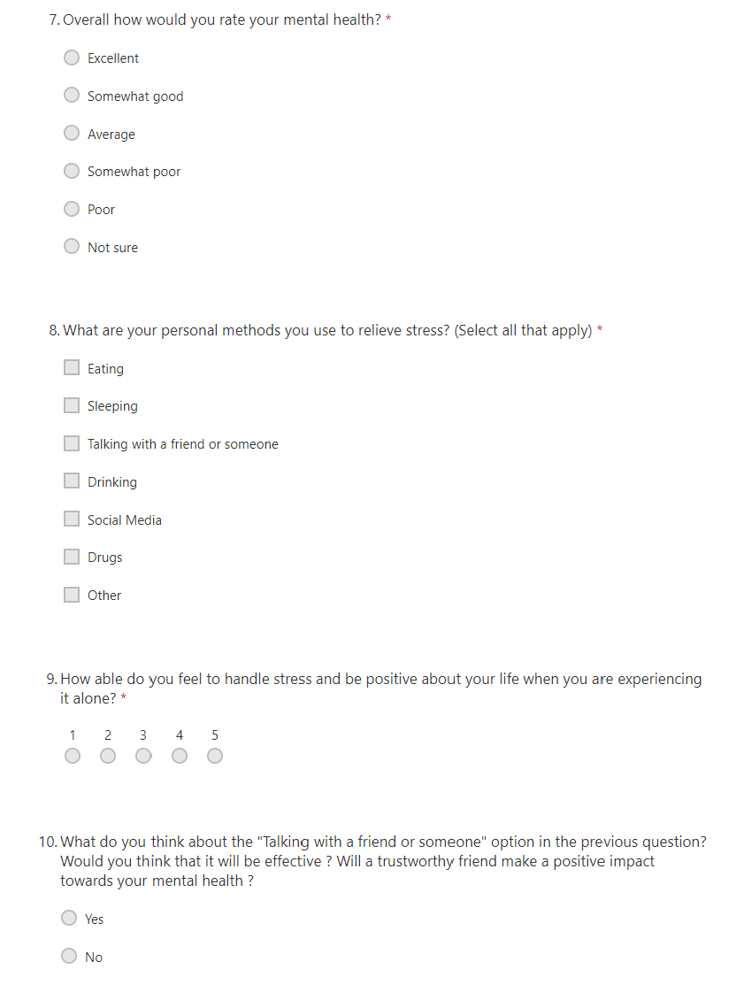 7. Overall how would you rate your mental health? *
Excellent
Somewhat good
Average
Somewhat poor
Poor
Not sure
8. What are your personal methods you use to relieve stress? (Select all that apply) *
Eating
Sleeping
Talking with a friend or someone
Drinking
Social Media
Drugs
Other
9. How able do you feel to handle stress and be positive about your life when you are experiencing
it alone? *
1 2 3 4 5
10. What do you think about the "Talking with a friend or someone" option in the previous question?
Would you think that it will be effective ? Will a trustworthy friend make a positive impact
towards your mental health ?
Yes
No